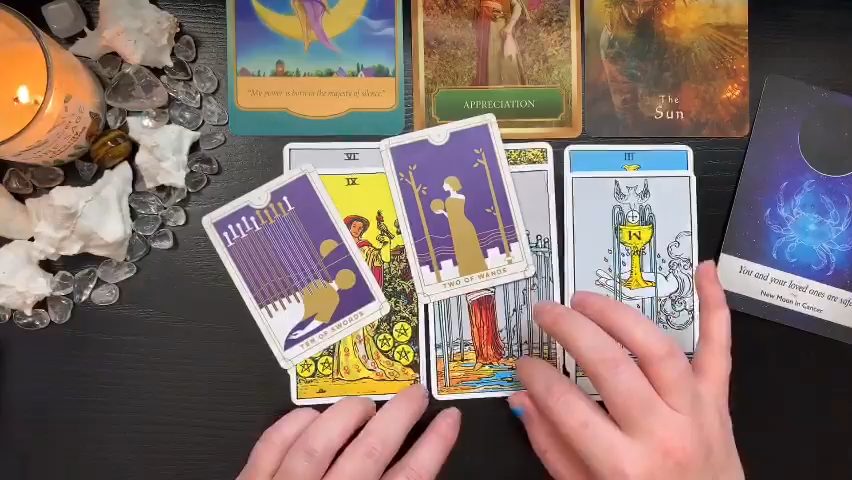 "My power is born in the majesty of silence."
APPRECIATION
The
Sun
VI
III
IX
TEN OF SWORDS
TWO OF WANDS
You and your loved ones are safe
New Moon in Cancer